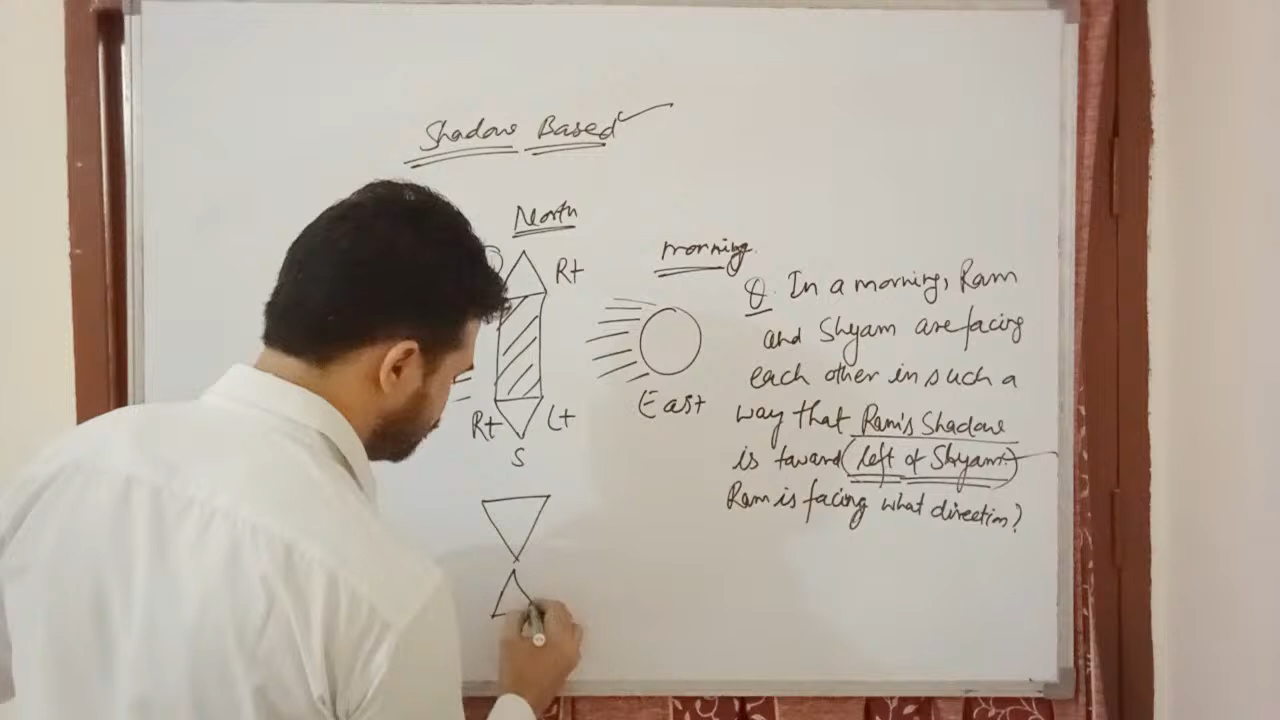 Shadow Based
North
Rt
morning
Q. In a morning, Ram
and Shyam are facing
each other in such a
way that Ram's Shadow
is toward (left of Shyam.)
Ram is facing what direction?
East
Rt Lt
S